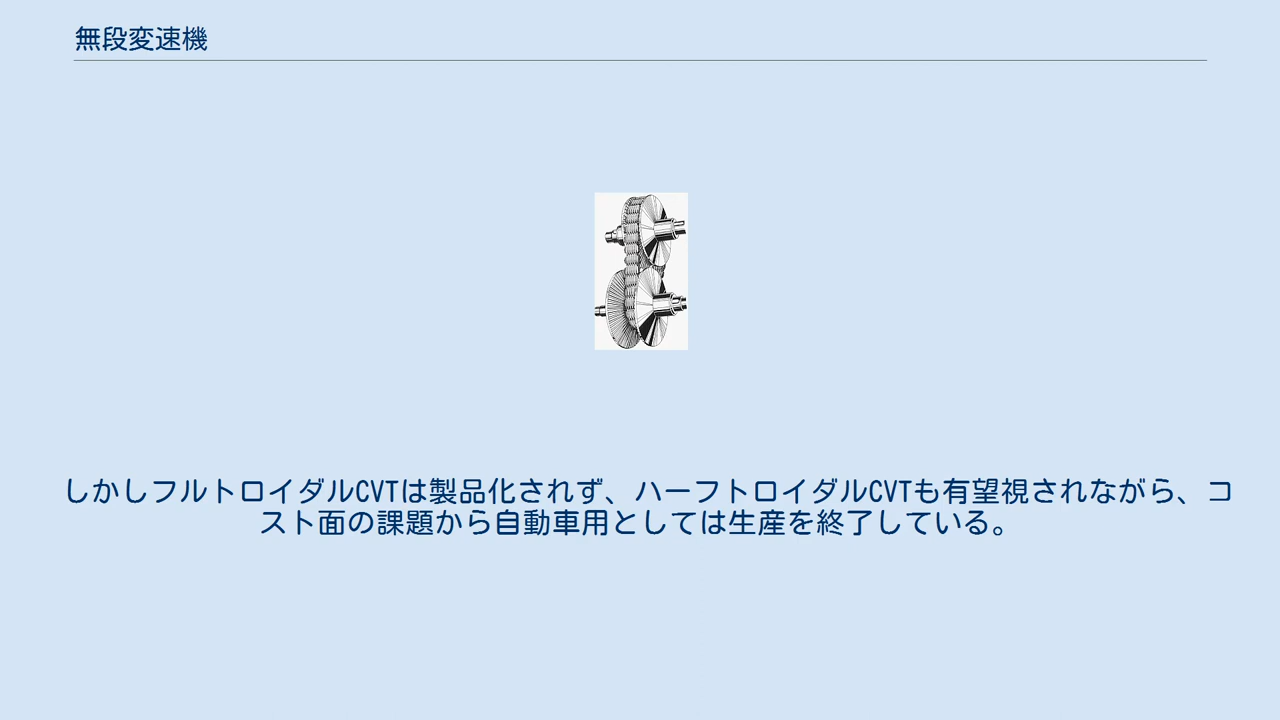 無段変速機
しかしフルトロイダルCVTは製品化されず、ハーフトロイダルCVTも有望視されながら、コ
スト面の課題から自動車用としては生産を終了している。